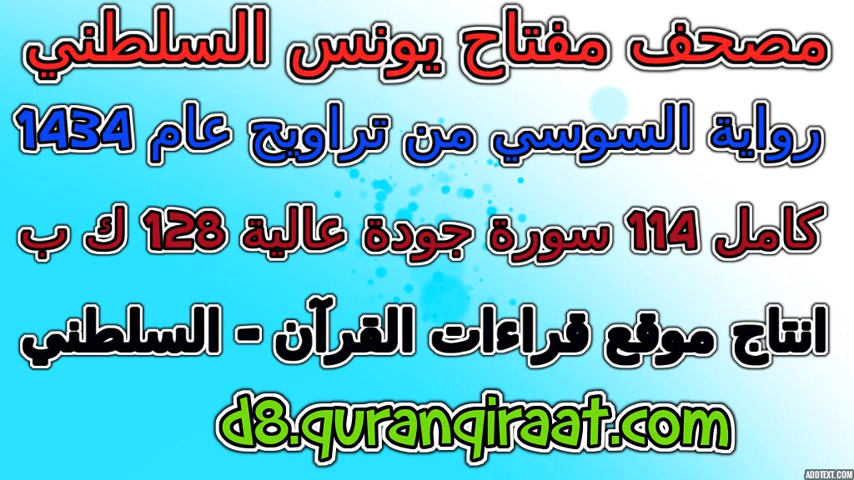 مصحف مفتاح يونس السلطني
رواية السوسي من تراويح عام 1434
كامل 114 سورة جودة عالية 128 ك ب
انتاج موقع قراءات القرآن - السلطني
d8.quranqiraat.com
ADDTEXT.COM